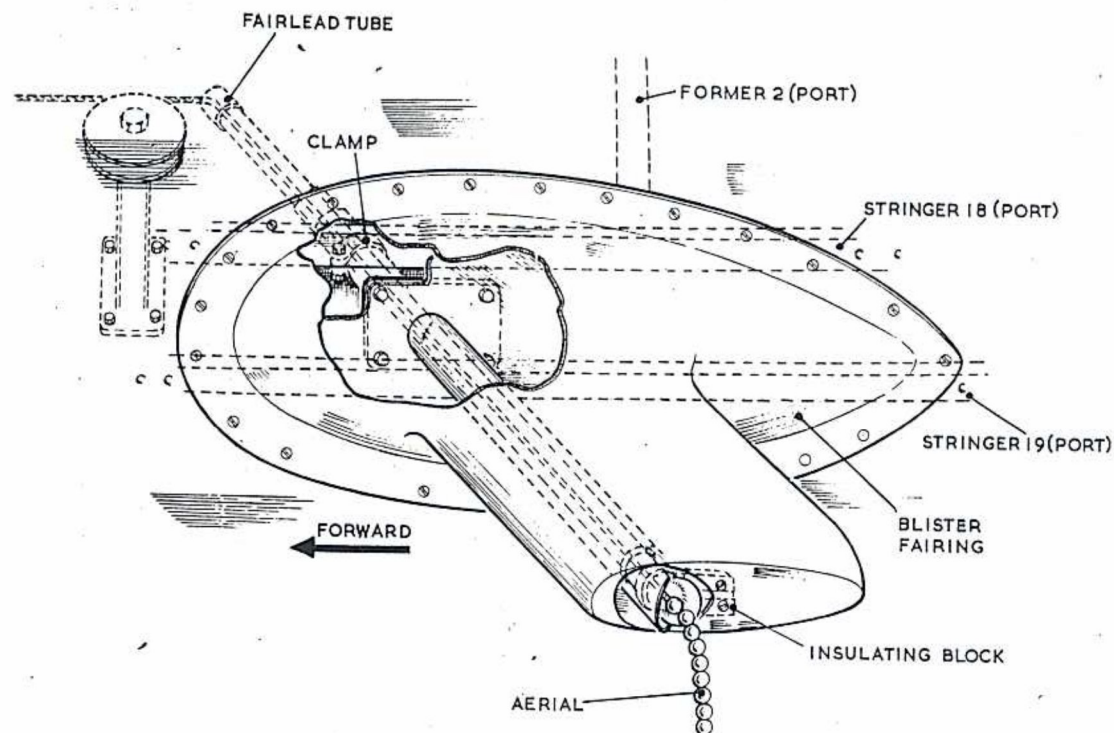 FAIRLEAD TUBE
FORMER 2 (PORT)
CLAMP
STRINGER 18 (PORT)
STRINGER 19 (PORT)
FORWARD
BLISTER
FAIRING
INSULATING BLOCK
AERIAL